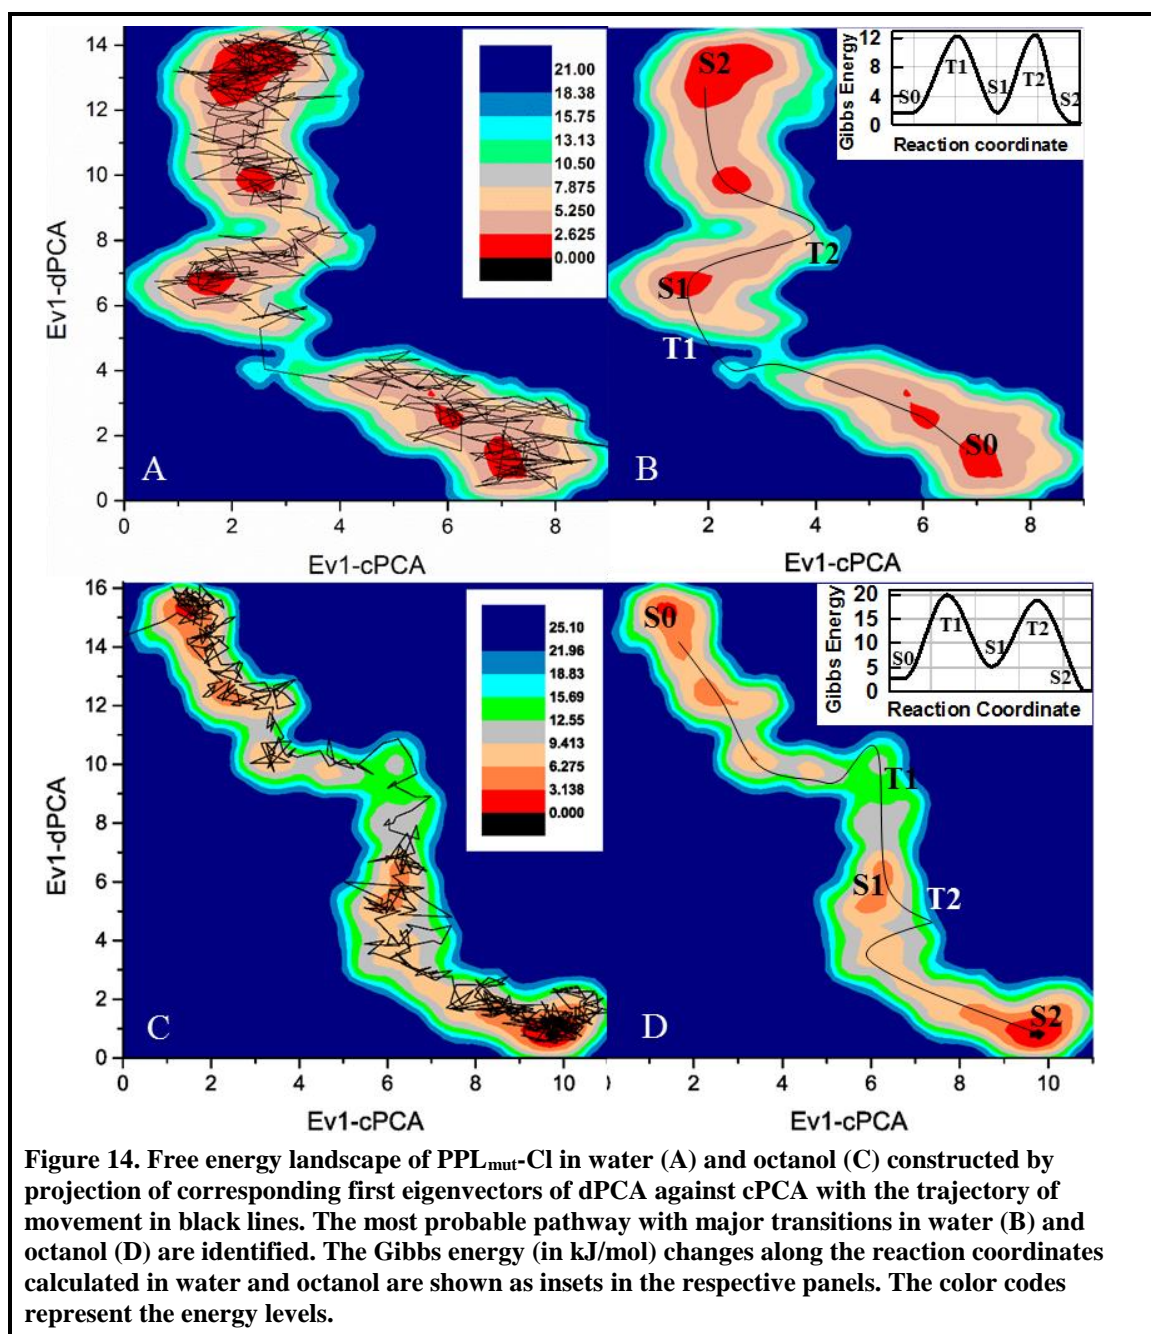 14
12
10
8
6
4
2
0
Ev1-dPCA
0 2 4 6 8
Ev1-cPCA
A
21.00
18.38
15.75
13.13
10.50
7.875
5.250
2.625
0.000
S2
S1
T2
T1
S0
B
2 4 6 8
Ev1-cPCA
Gibbs Energy
12
8
4
0
S0 T1 S1 T2 S2
Reaction coordinate
16
14
12
10
8
6
4
2
0
Ev1-dPCA
0 2 4 6 8 10
Ev1-cPCA
C
25.10
21.96
18.83
15.69
12.55
9.413
6.275
3.138
0.000
S0
T1
S1
T2
S2
D
2 4 6 8 10
Ev1-cPCA
Gibbs Energy
20
15
10
5
0
S0 T1 S1 T2 S2
Reaction Coordinate
Figure 14. Free energy landscape of PPLmut-Cl in water (A) and octanol (C) constructed by
projection of corresponding first eigenvectors of dPCA against cPCA with the trajectory of
movement in black lines. The most probable pathway with major transitions in water (B) and
octanol (D) are identified. The Gibbs energy (in kJ/mol) changes along the reaction coordinates
calculated in water and octanol are shown as insets in the respective panels. The color codes
represent the energy levels.